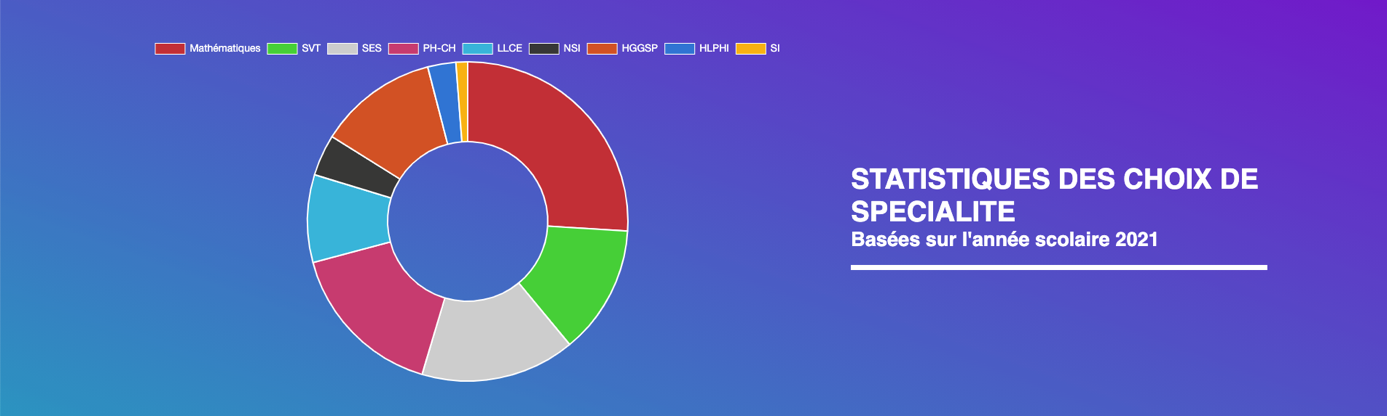 Mathématiques SVT SES PH-CH LLCE NSI HGGSP HLPHI SI
STATISTIQUES DES CHOIX DE
SPECIALITE
Basées sur l'année scolaire 2021